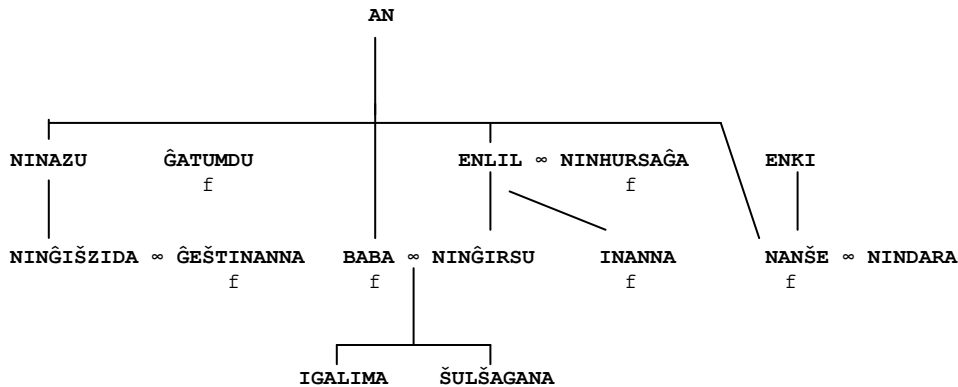 AN
NINAZU ĜATUMDU ENLIL ∞ NINHURSAĜA ENKI
f f
NINĜIŠZIDA ∞ ĜEŠTINANNA BABA ∞ NINĜIRSU INANNA NANŠE ∞ NINDARA
f f f f
IGALIMA ŠULŠAGANA